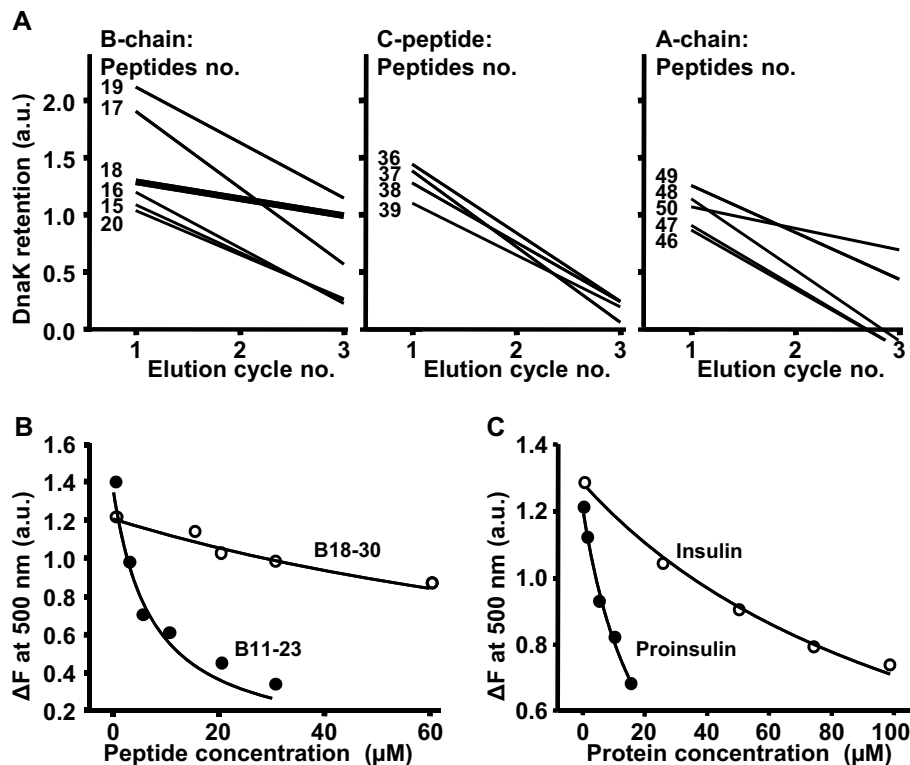 A
B-chain:
Peptides no.
C-peptide:
Peptides no.
A-chain:
Peptides no.
DnaK retention (a.u.)
2.0
1.5
1.0
0.5
0.0
19
17
18
16
15
20
36
37
38
39
49
48
50
47
46
1 2 3
1 2 3
1 2 3
Elution cycle no.
Elution cycle no.
Elution cycle no.
B
ΔF at 500 nm (a.u.)
1.6
1.4
1.2
1.0
0.8
0.6
0.4
0.2
B18-30
B11-23
0 20 40 60
Peptide concentration (µM)
C
ΔF at 500 nm (a.u.)
1.4
1.2
1.0
0.8
0.6
Insulin
Proinsulin
0 20 40 60 80 100
Protein concentration (µM)